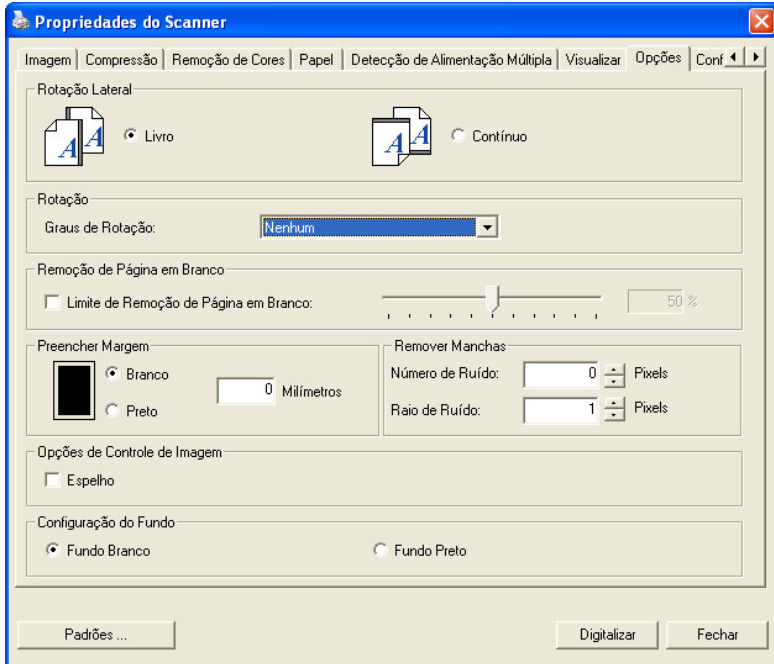 Propriedades do Scanner
Imagem Compressão Remoção de Cores Papel Detecção de Alimentação Múltipla Visualizar Opções Conf
Rotação Lateral
A A Livro A A Contínuo
Rotação
Graus de Rotação: Nenhum
Remoção de Página em Branco
Limite de Remoção de Página em Branco: 50 %
Preencher Margem
Branco
Preto
0 Milímetros
Remover Manchas
Número de Ruído: 0 Pixels
Raio de Ruído: 1 Pixels
Opções de Controle de Imagem
Espelho
Configuração do Fundo
Fundo Branco Fundo Preto
Padrões ... Digitalizar Fechar